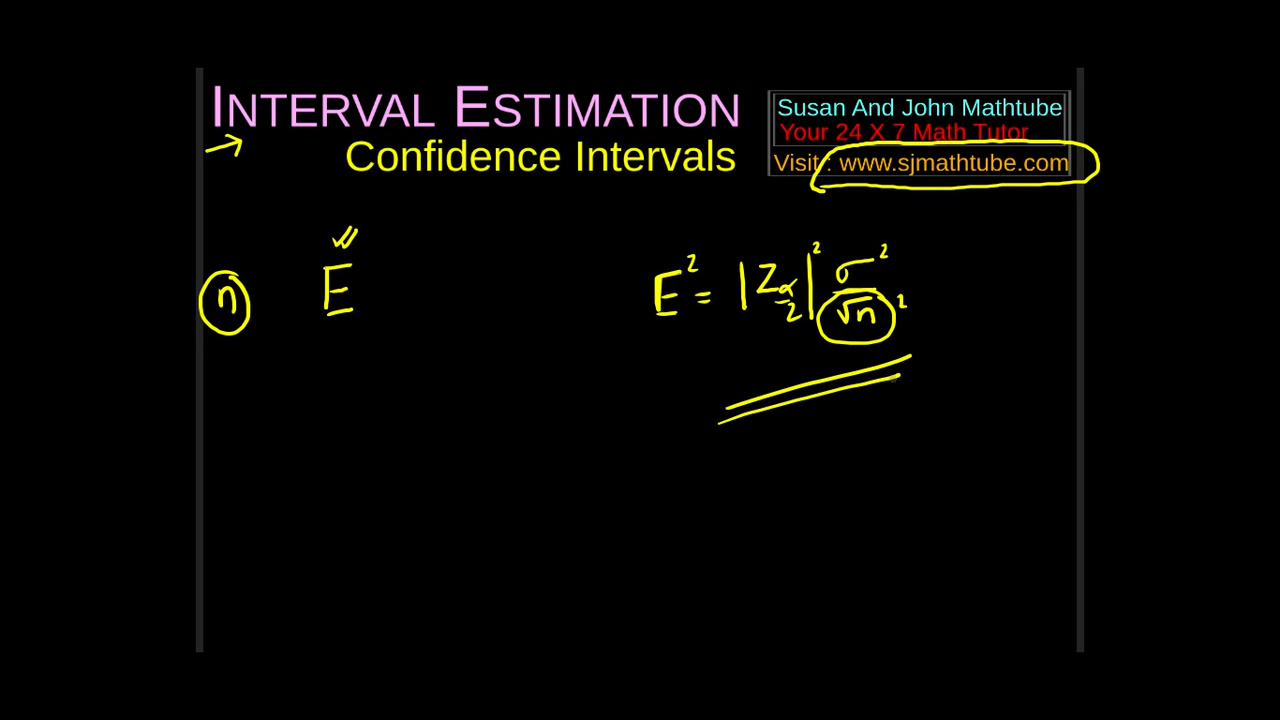 INTERVAL ESTIMATION
Confidence Intervals
Susan And John Mathtube
Your 24 X 7 Math Tutor
Visit : www.sjmathtube.com
n E
E² = |Zα/2|² σ²/(√n)²